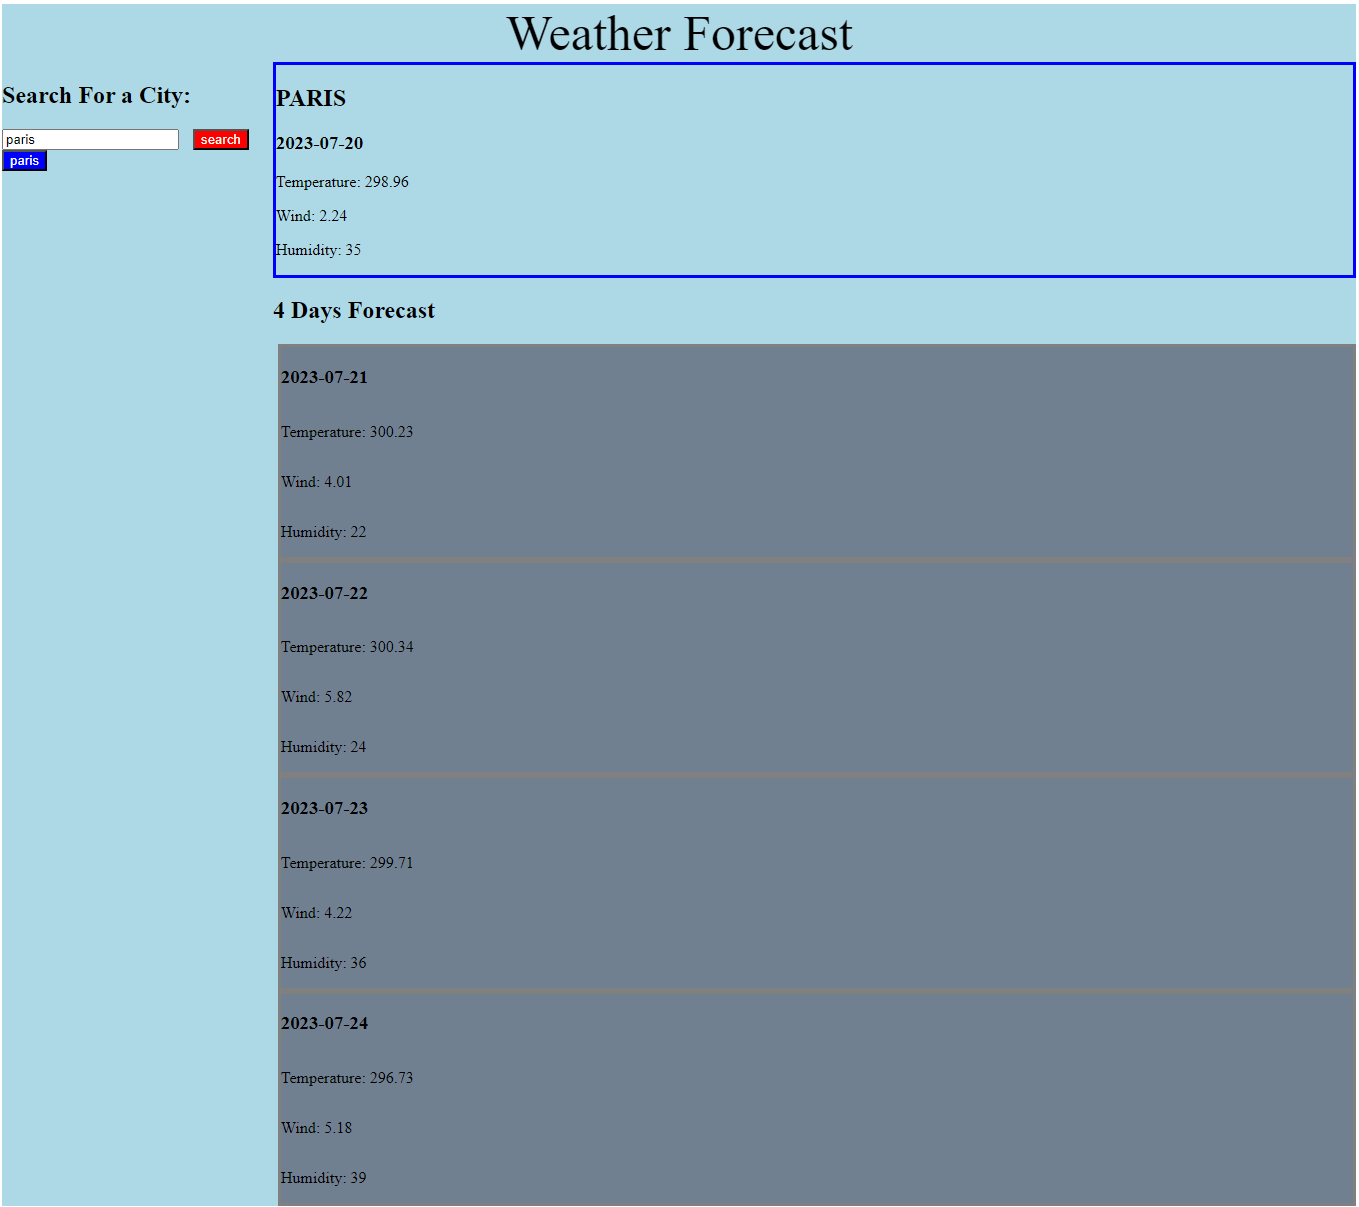 Weather Forecast
Search For a City:
paris
search
paris
PARIS
2023-07-20
Temperature: 298.96
Wind: 2.24
Humidity: 35
4 Days Forecast
2023-07-21
Temperature: 300.23
Wind: 4.01
Humidity: 22
2023-07-22
Temperature: 300.34
Wind: 5.82
Humidity: 24
2023-07-23
Temperature: 299.71
Wind: 4.22
Humidity: 36
2023-07-24
Temperature: 296.73
Wind: 5.18
Humidity: 39